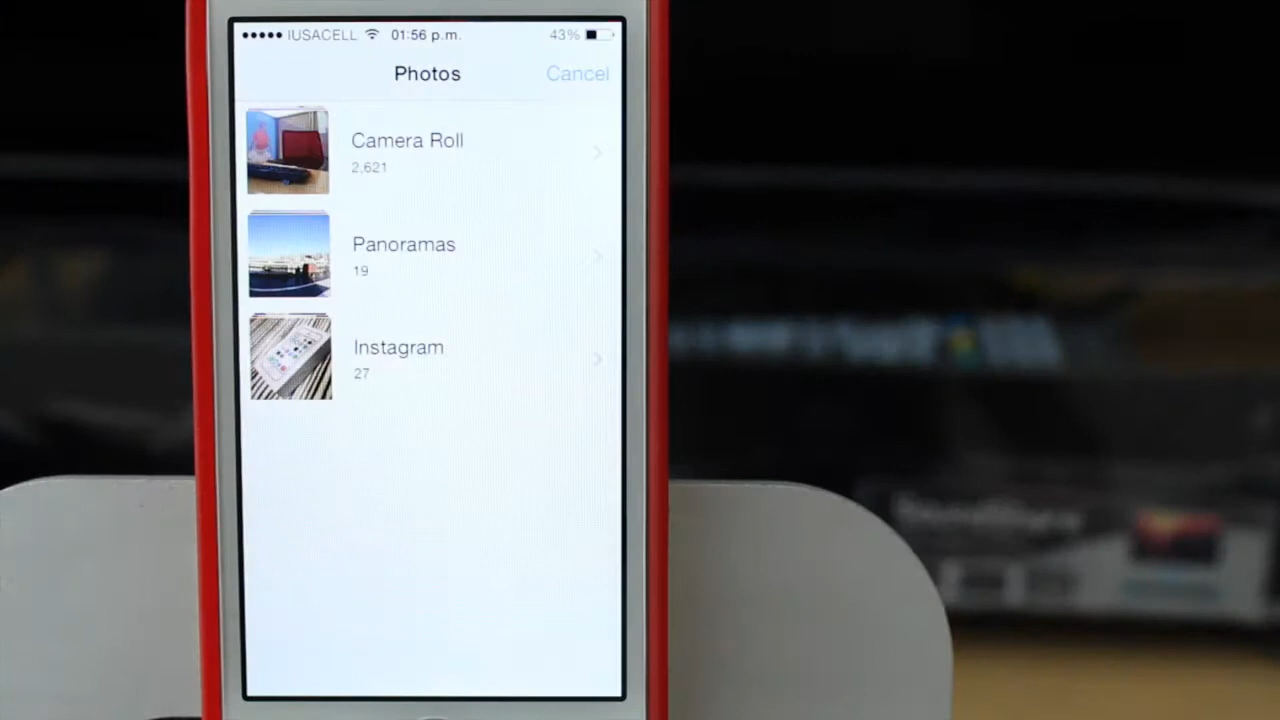 IUSACELL 01:56 p.m. 43%
Photos Cancel
Camera Roll
2,621
Panoramas
19
Instagram
27